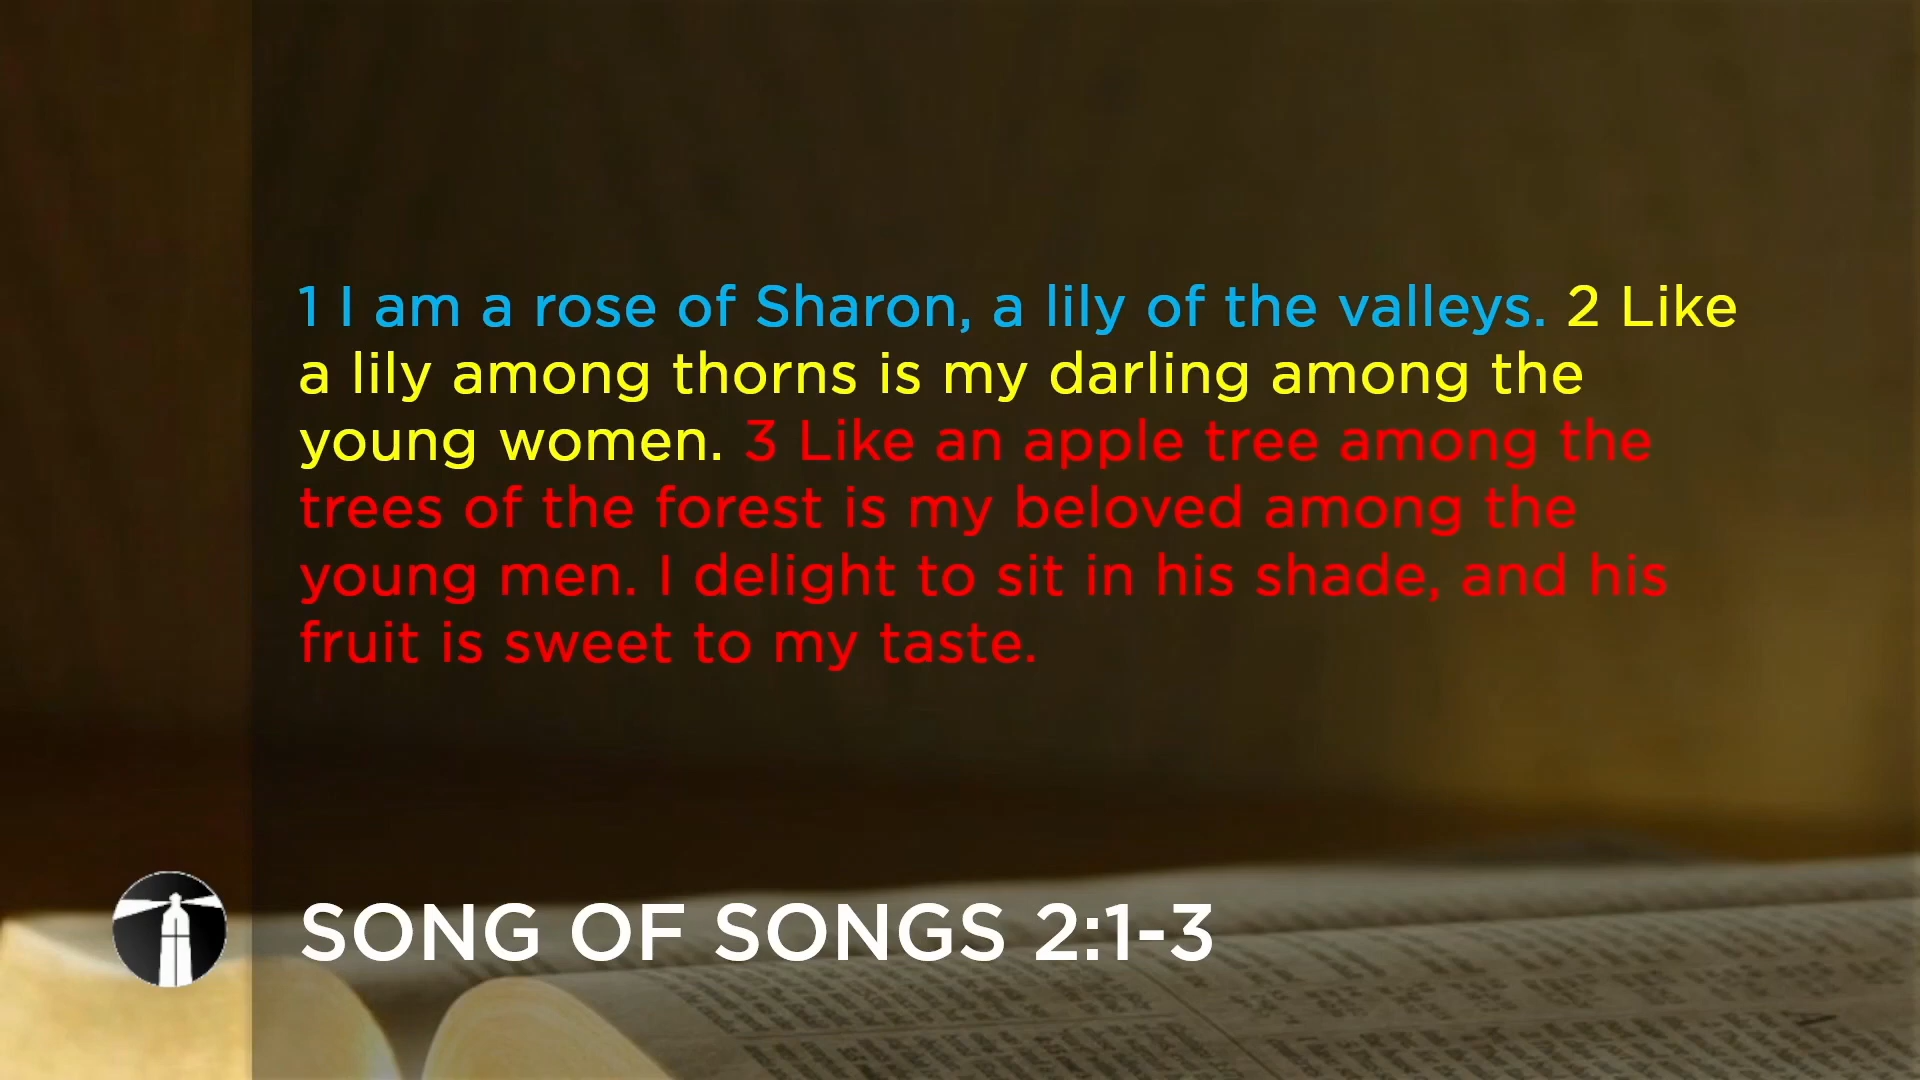 1 I am a rose of Sharon, a lily of the valleys. 2 Like
a lily among thorns is my darling among the
young women. 3 Like an apple tree among the
trees of the forest is my beloved among the
young men. I delight to sit in his shade, and his
fruit is sweet to my taste.
SONG OF SONGS 2:1-3